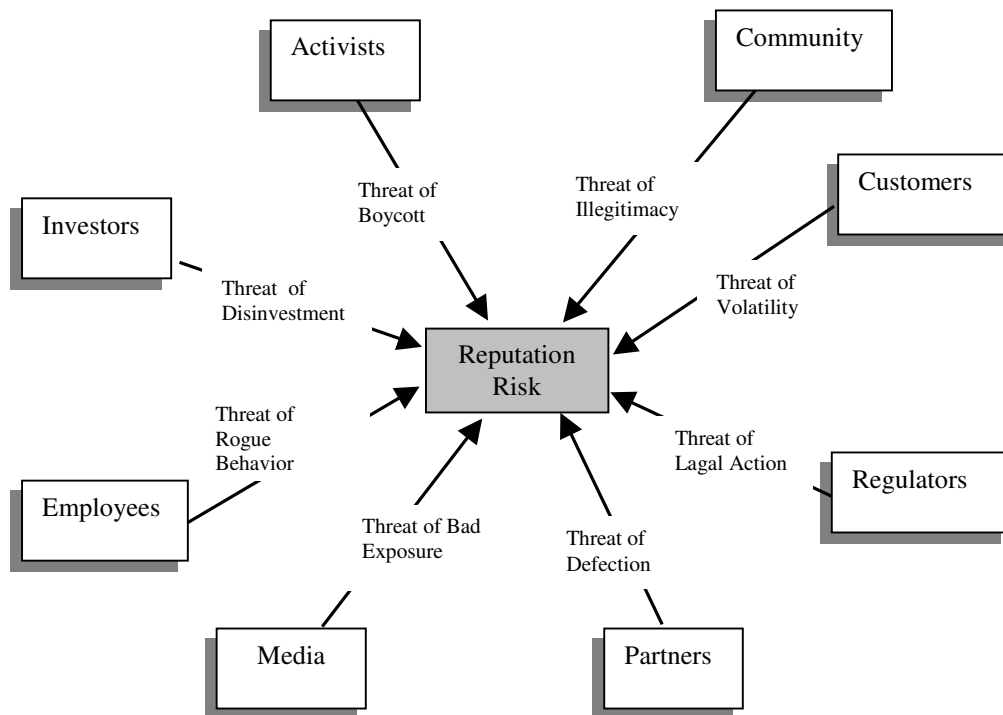 Activists
Community
Threat of
Boycott
Threat of
Illegitimacy
Customers
Investors
Threat of
Disinvestment
Threat of
Volatility
Reputation
Risk
Threat of
Rogue
Behavior
Threat of
Lagal Action
Employees
Regulators
Threat of Bad
Exposure
Threat of
Defection
Media
Partners